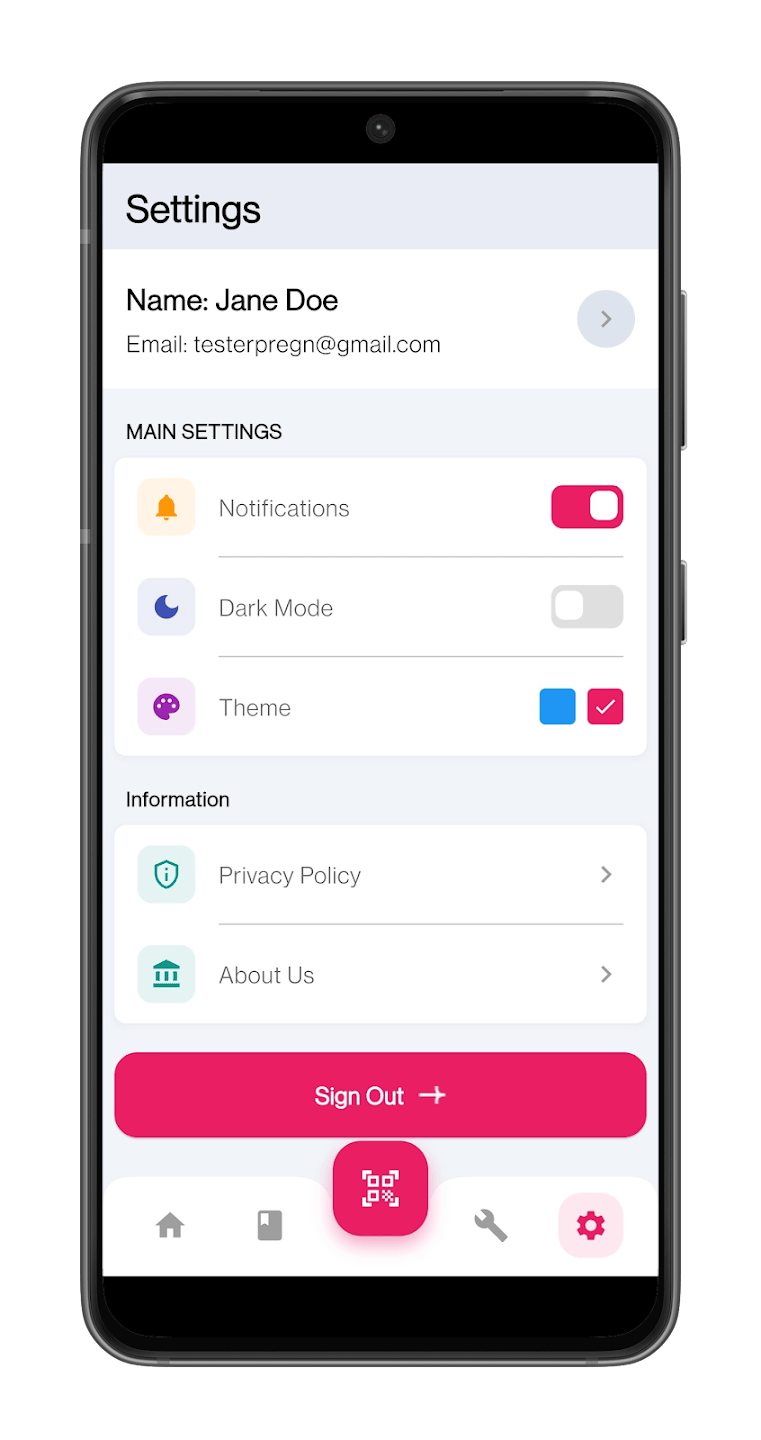 Settings
Name: Jane Doe
Email: testerpregn@gmail.com
MAIN SETTINGS
Notifications
Dark Mode
Theme
Information
Privacy Policy
About Us
Sign Out